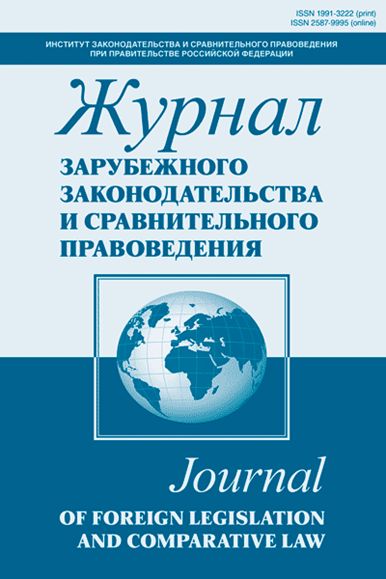 ISSN 1991-3222 (print)
ISSN 2587-9995 (online)
ИНСТИТУТ ЗАКОНОДАТЕЛЬСТВА И СРАВНИТЕЛЬНОГО ПРАВОВЕДЕНИЯ
ПРИ ПРАВИТЕЛЬСТВЕ РОССИЙСКОЙ ФЕДЕРАЦИИ
Журнал
ЗАРУБЕЖНОГО
ЗАКОНОДАТЕЛЬСТВА
И СРАВНИТЕЛЬНОГО
ПРАВОВЕДЕНИЯ
Journal
OF FOREIGN LEGISLATION
AND COMPARATIVE LAW